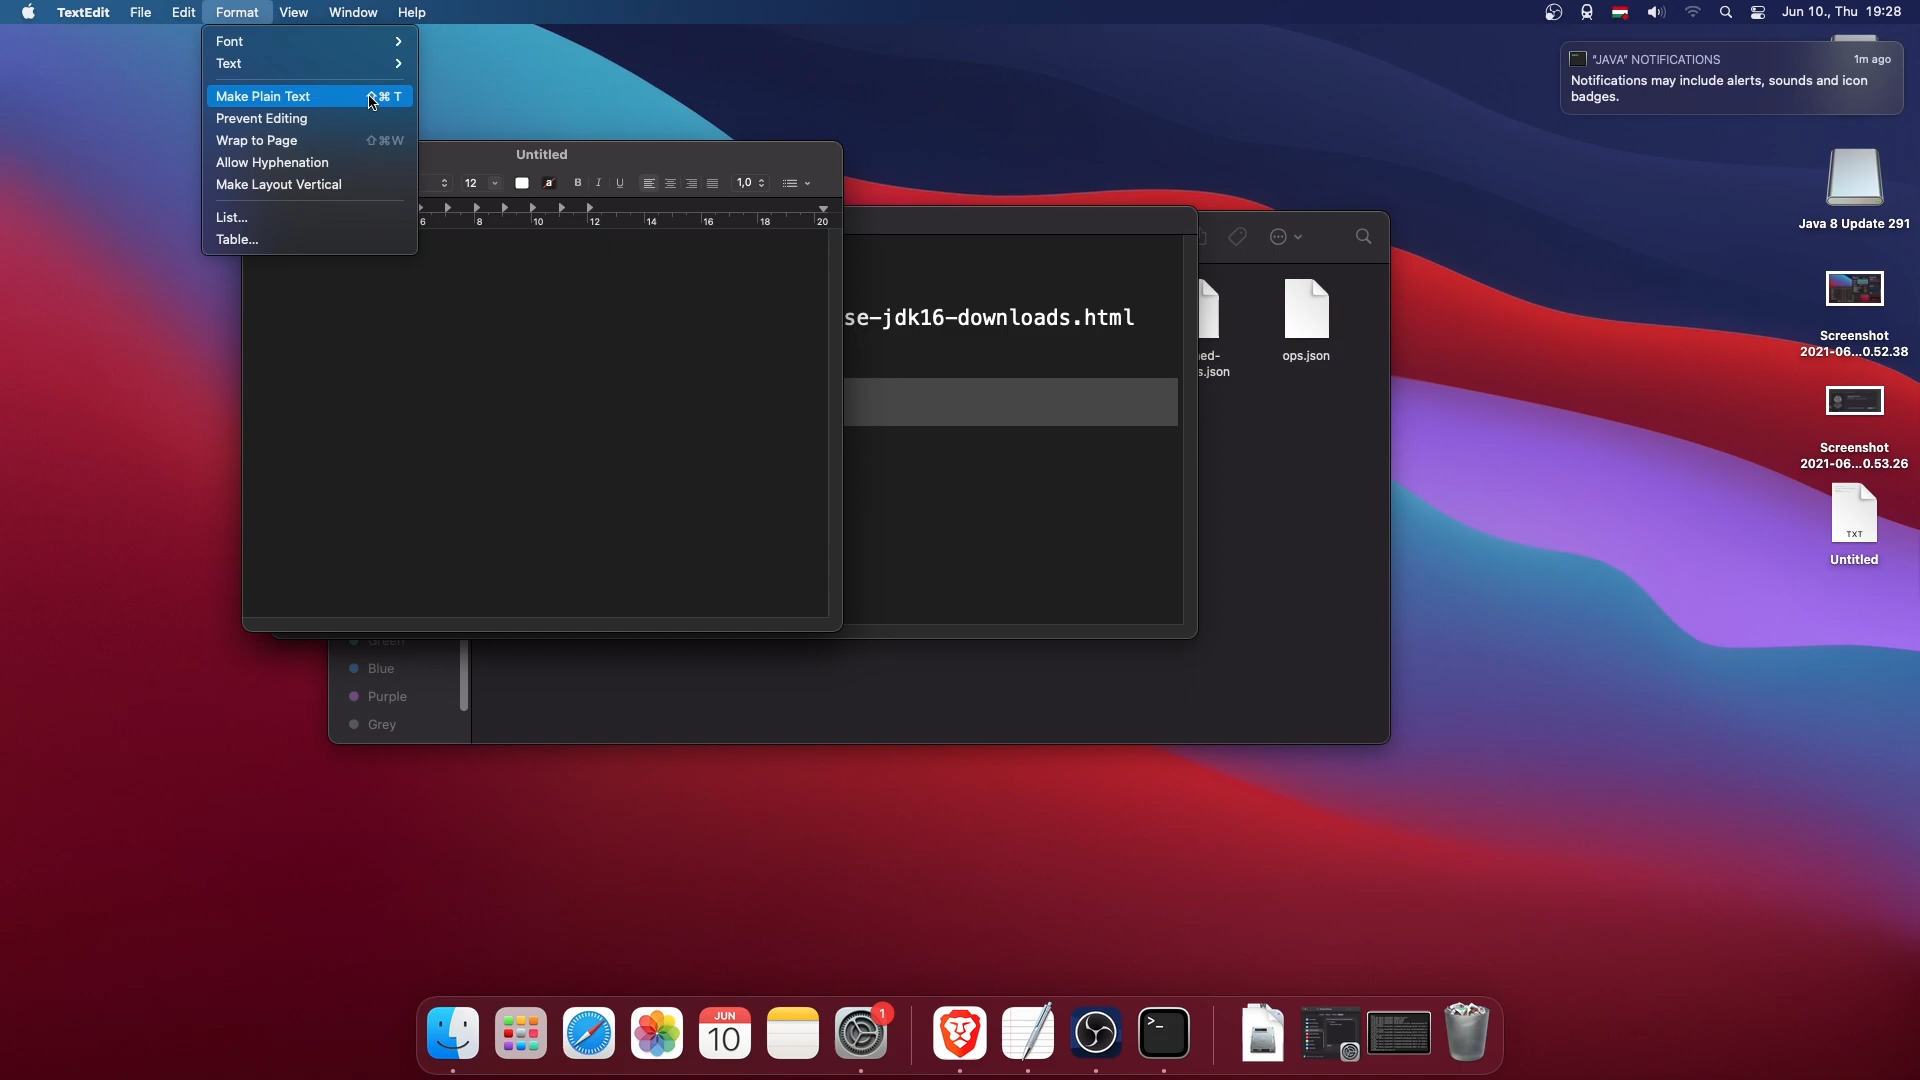 TextEdit File Edit Format View Window Help
Jun 10., Thu 19:28
Font
Text
Make Plain Text ⇧⌘ T
Prevent Editing
Wrap to Page ⇧⌘W
Allow Hyphenation
Make Layout Vertical
List...
Table...
"JAVA" NOTIFICATIONS 1m ago
Notifications may include alerts, sounds and icon
badges.
Untitled
12 a B I U 1,0
6 8 10 12 14 16 18 20
se-jdk16-downloads.html
ed-
s.json
ops.json
Green
Blue
Purple
Grey
Java 8 Update 291
Screenshot
2021-06...0.52.38
Screenshot
2021-06...0.53.26
TXT
Untitled
JUN
10
1
>_